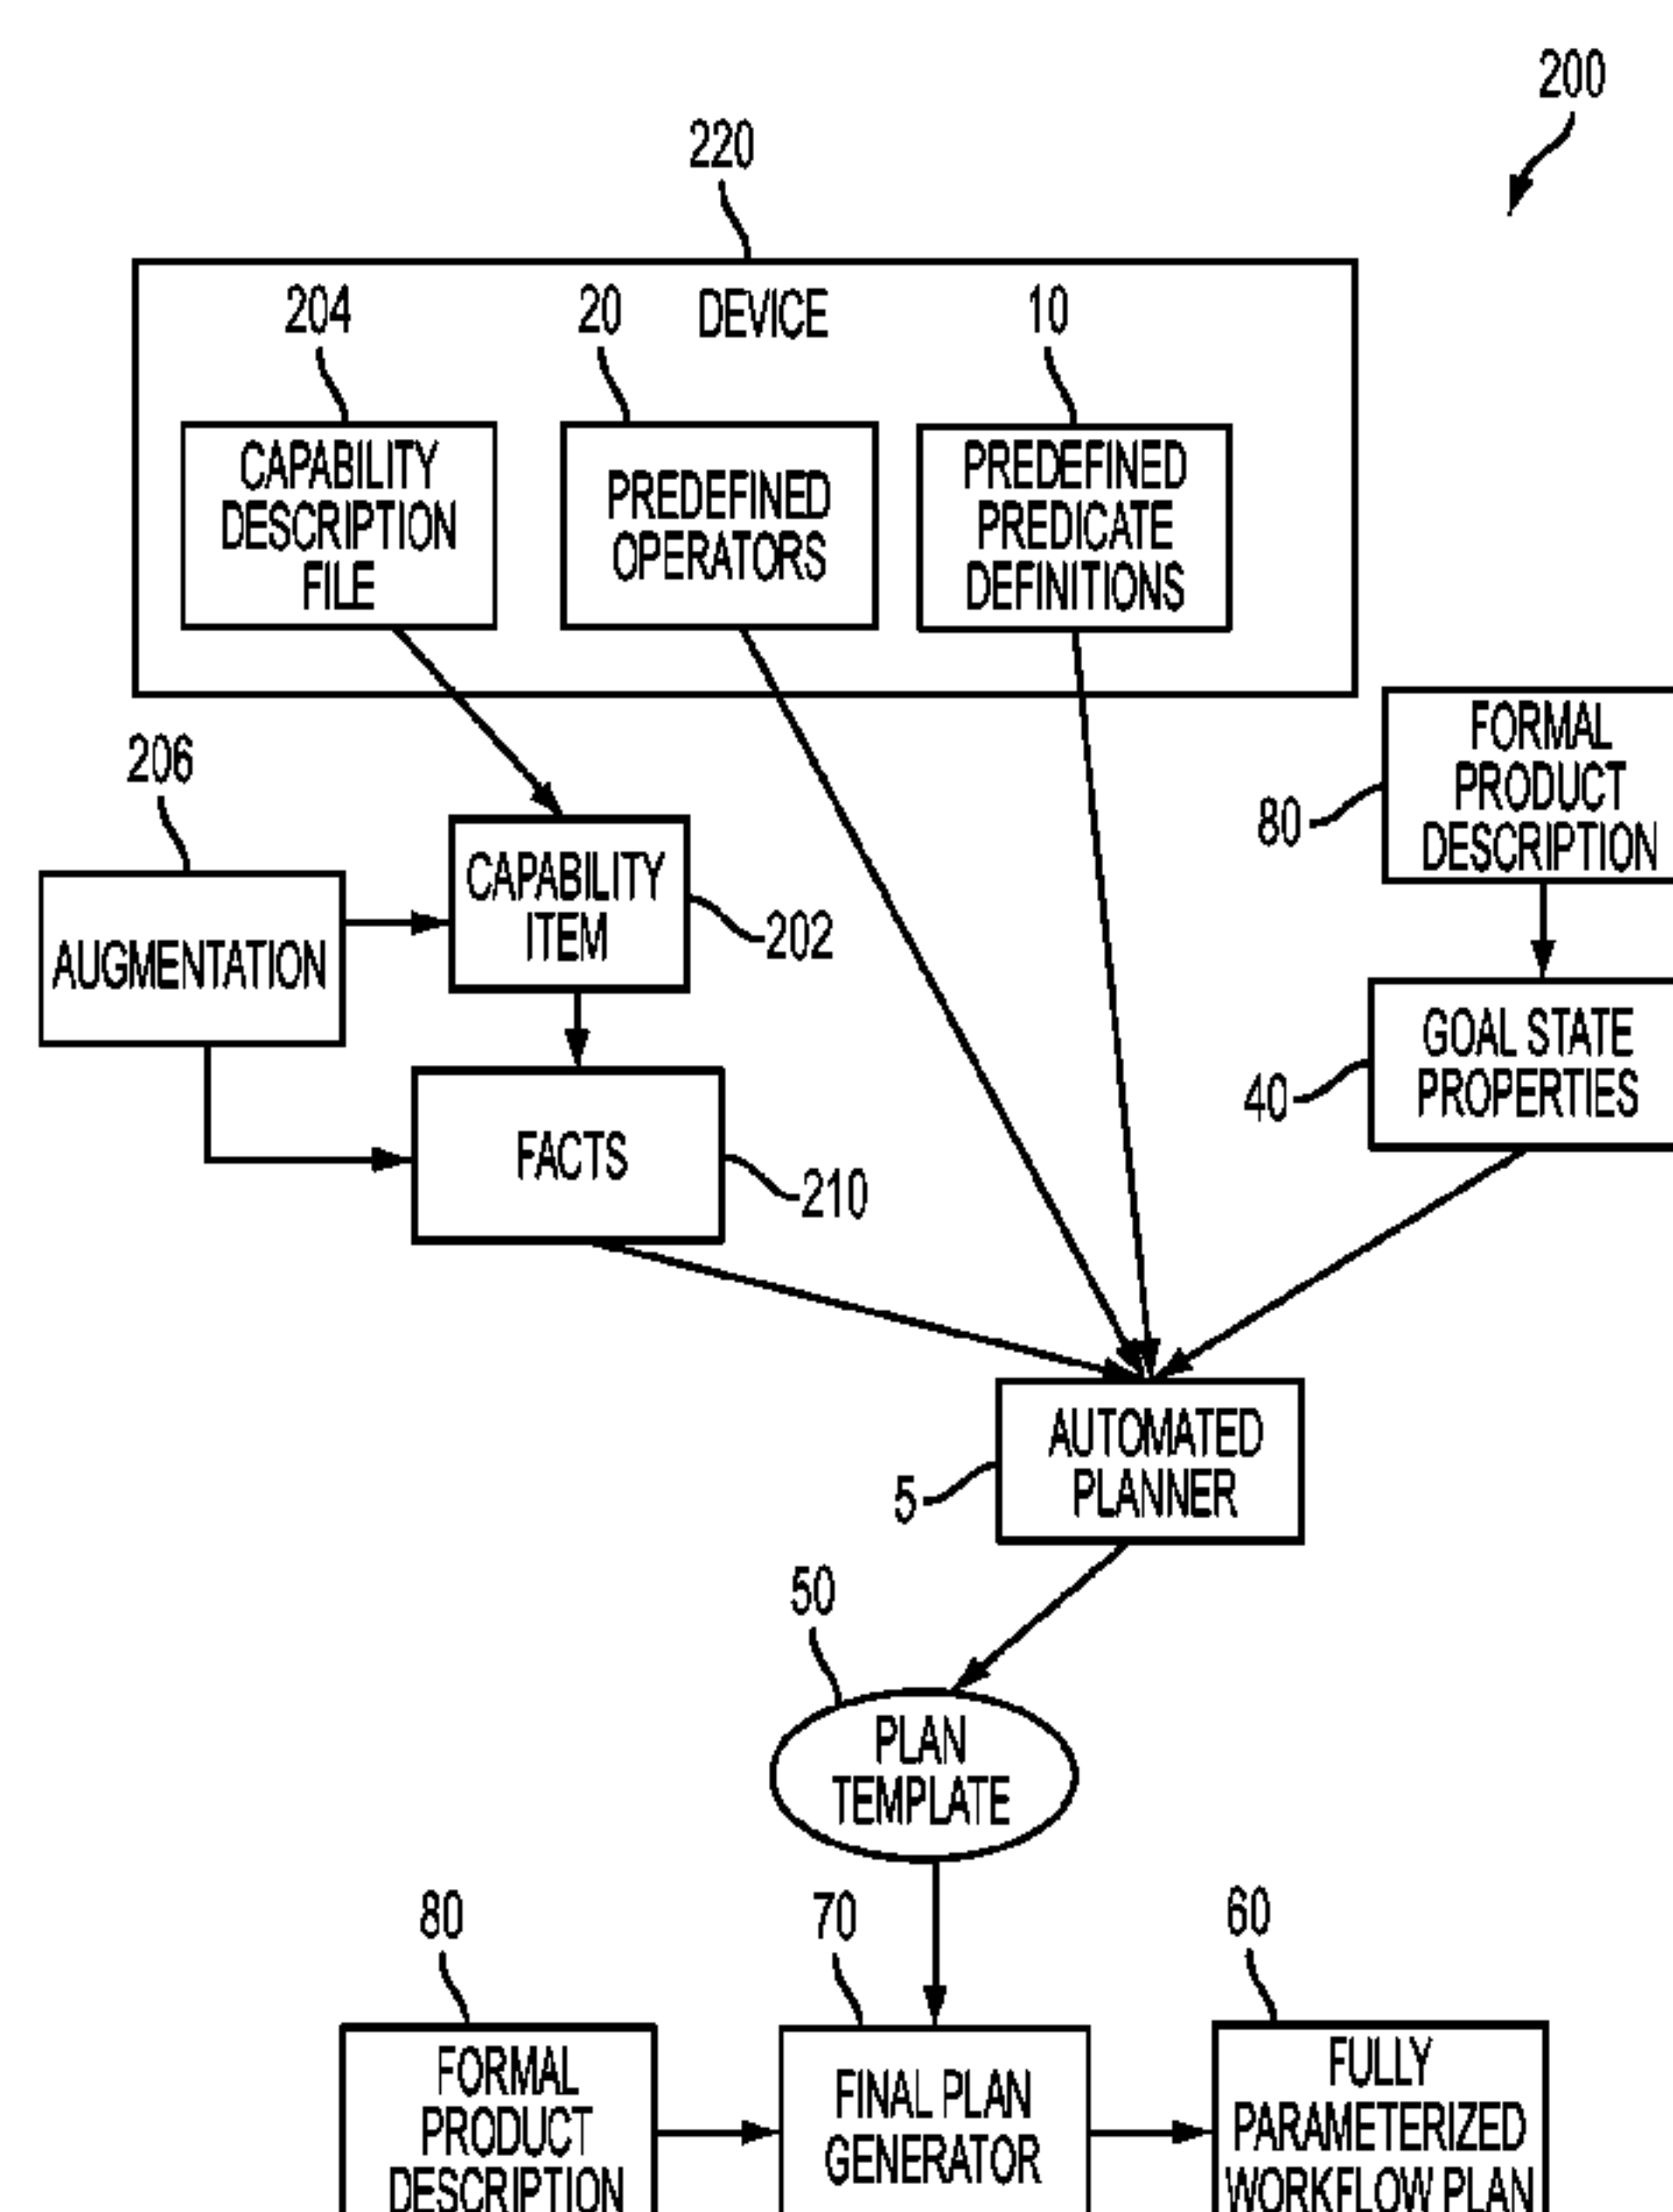 200
220
DEVICE
204
20
10
CAPABILITY
DESCRIPTION
FILE
PREDEFINED
OPERATORS
PREDEFINED
PREDICATE
DEFINITIONS
206
FORMAL
PRODUCT
DESCRIPTION
80
AUGMENTATION
CAPABILITY
ITEM
202
GOAL STATE
PROPERTIES
40
FACTS
210
AUTOMATED
PLANNER
5
50
PLAN
TEMPLATE
80
70
60
FORMAL
PRODUCT
DESCRIPTION
FINAL PLAN
GENERATOR
FULLY
PARAMETERIZED
WORKFLOW PLAN